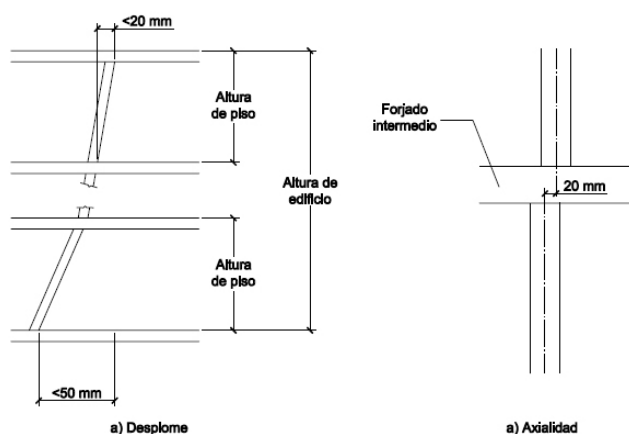 <20 mm
Altura
de piso
Altura de
edificio
Altura
de piso
<50 mm
a) Desplome
Forjado
intermedio
20 mm
a) Axialidad